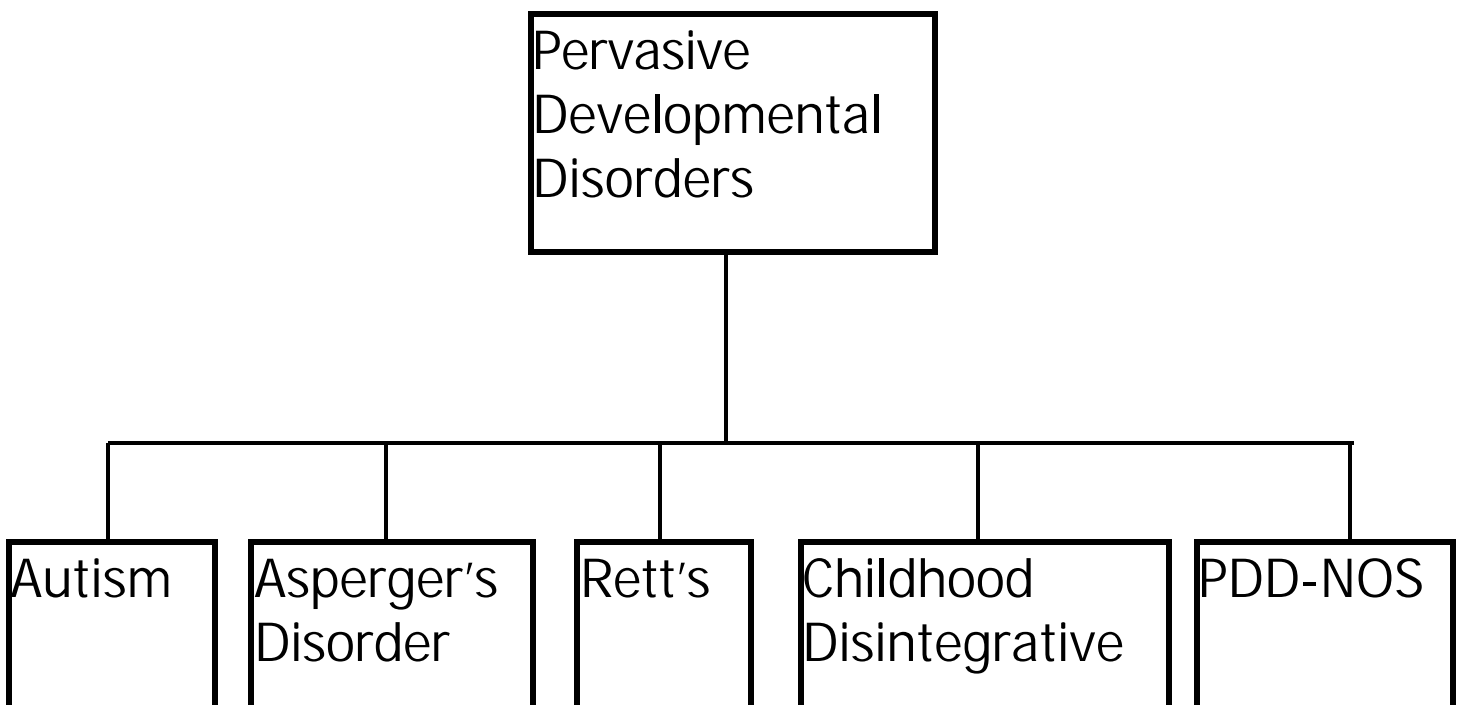 Pervasive
Developmental
Disorders
Autism
Asperger’s
Disorder
Rett’s
Childhood
Disintegrative
PDD-NOS